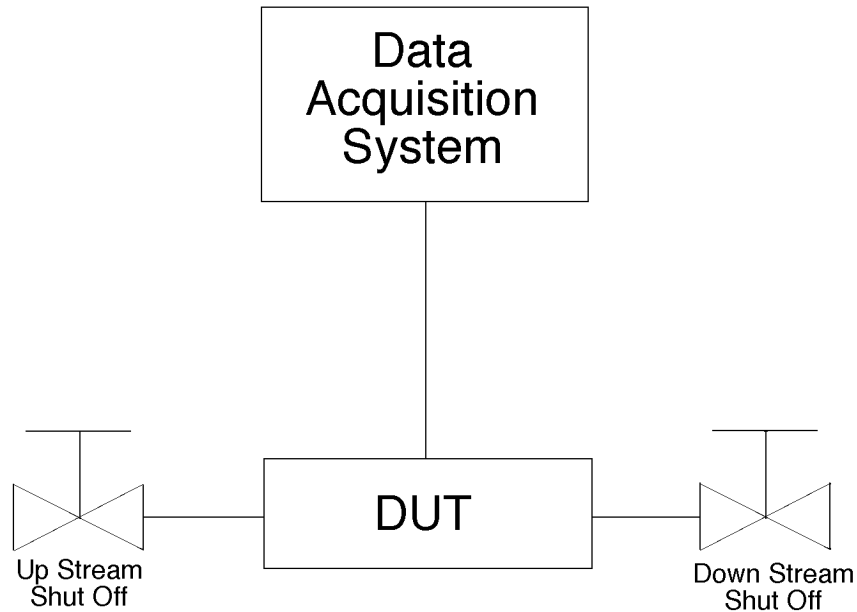 Data
Acquisition
System
DUT
Up Stream
Shut Off
Down Stream
Shut Off